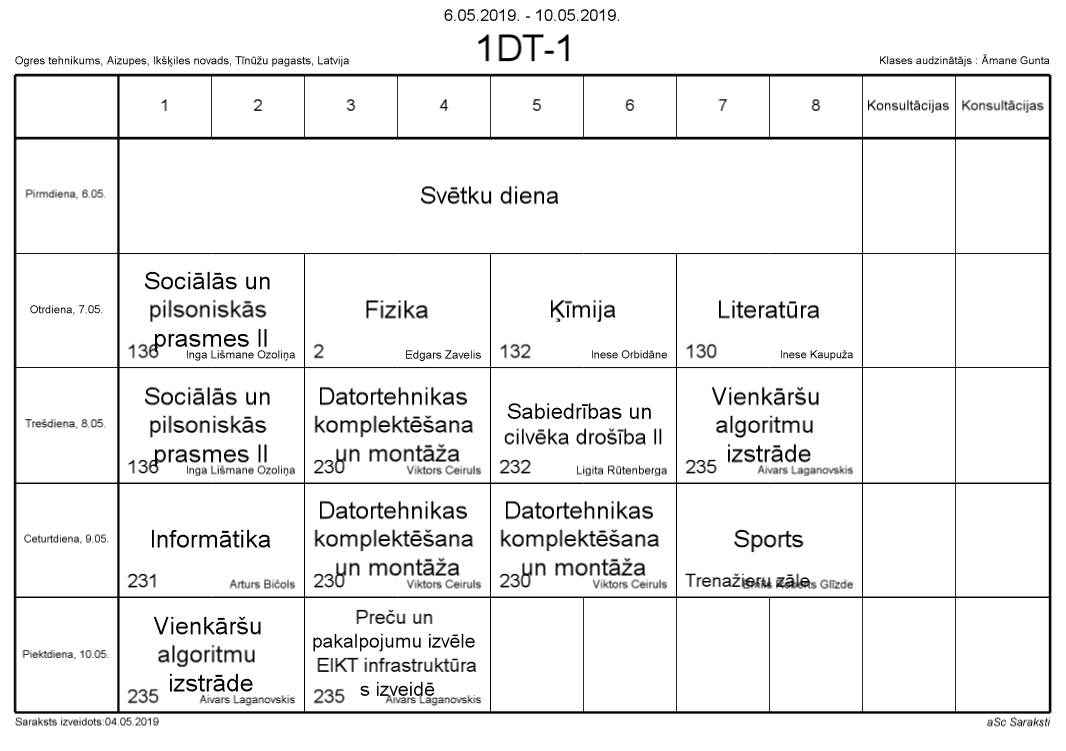 6.05.2019. - 10.05.2019.
1DT-1
Ogres tehnikums, Aizupes, Ikšķiles novads, Tīnūžu pagasts, Latvija
Klases audzinātājs : Āmane Gunta
1 2 3 4 5 6 7 8 Konsultācijas Konsultācijas
Pirmdiena, 6.05.
Svētku diena
Otrdiena, 7.05.
Sociālās un
pilsoniskās
prasmes II
136 Inga Lišmane Ozoliņa
Fizika
2 Edgars Zavelis
Ķīmija
132 Inese Orbidāne
Literatūra
130 Inese Kaupuža
Trešdiena, 8.05.
Sociālās un
pilsoniskās
prasmes II
136 Inga Lišmane Ozoliņa
Datortehnikas
komplektēšana
un montāža
230 Viktors Ceiruls
Sabiedrības un
cilvēka drošība II
232 Ligita Rūtenberga
Vienkāršu
algoritmu
izstrāde
235 Aivars Laganovskis
Ceturtdiena, 9.05.
Informātika
231 Arturs Bičols
Datortehnikas
komplektēšana
un montāža
230 Viktors Ceiruls
Datortehnikas
komplektēšana
un montāža
230 Viktors Ceiruls
Sports
Trenažieru zāle Glīzde
Piektdiena, 10.05.
Vienkāršu
algoritmu
izstrāde
235 Aivars Laganovskis
Preču un
pakalpojumu izvēle
EIKT infrastruktūra
s izveidē
235 Aivars Laganovskis
Saraksts izveidots:04.05.2019
aSc Saraksti